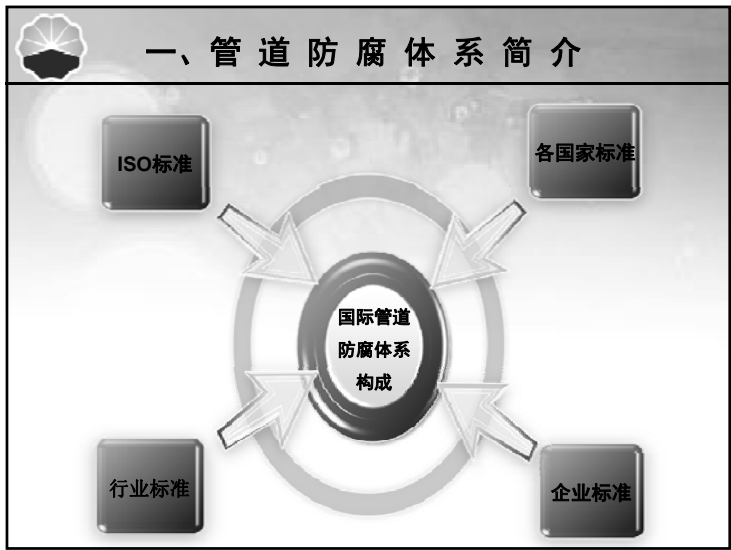 一、管道防腐体系简介
ISO标准
各国家标准
国际管道
防腐体系
构成
行业标准
企业标准